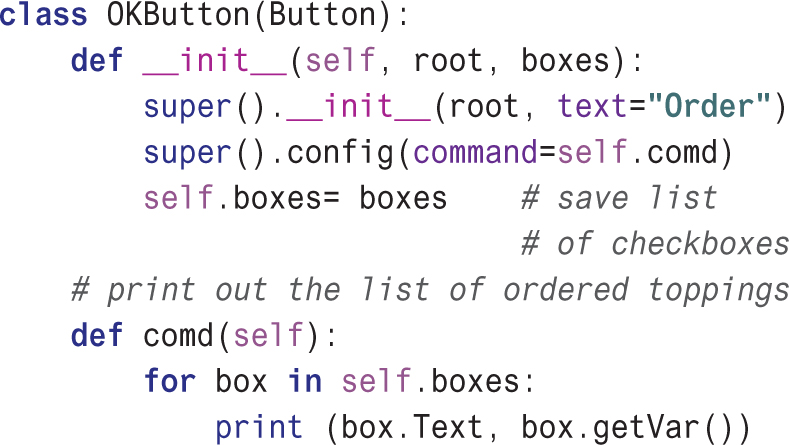 class OKButton(Button):
    def __init__(self, root, boxes):
        super().__init__(root, text="Order")
        super().config(command=self.comd)
        self.boxes= boxes    # save list
                             # of checkboxes
    # print out the list of ordered toppings
    def comd(self):
        for box in self.boxes:
            print (box.Text, box.getVar())